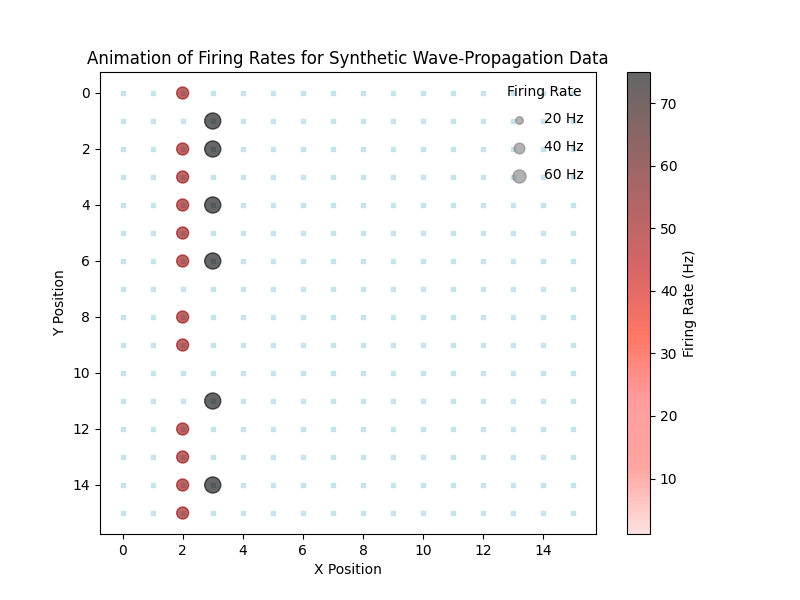 Animation of Firing Rates for Synthetic Wave-Propagation Data
Y Position
0
2
4
6
8
10
12
14
0 2 4 6 8 10 12 14
X Position
Firing Rate
20 Hz
40 Hz
60 Hz
70
60
50
40
30
20
10
Firing Rate (Hz)